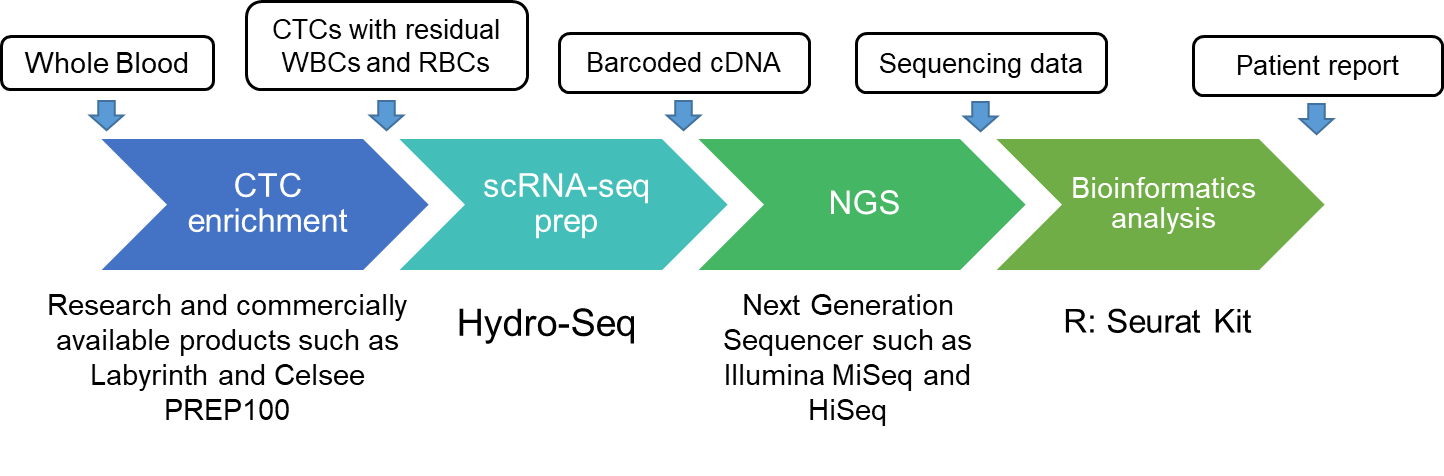 Whole Blood
CTCs with residual
WBCs and RBCs
Barcoded cDNA
Sequencing data
Patient report
CTC
enrichment
scRNA-seq
prep
NGS
Bioinformatics
analysis
Research and commercially
available products such as
Labyrinth and Celsee
PREP100
Hydro-Seq
Next Generation
Sequencer such as
Illumina MiSeq and
HiSeq
R: Seurat Kit